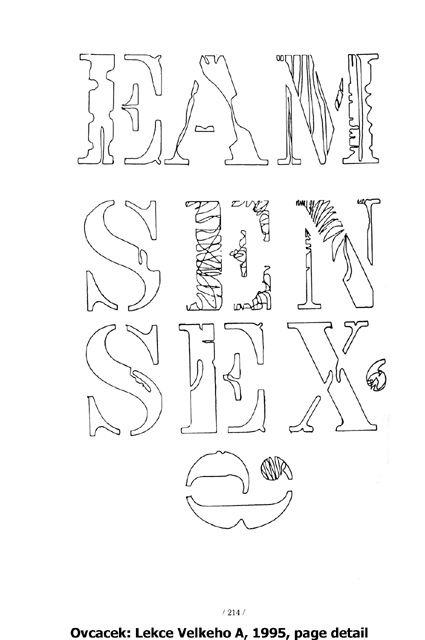 EAM
SEN
SEX
/ 214 /
Ovcacek: Lekce Velkeho A, 1995, page detail